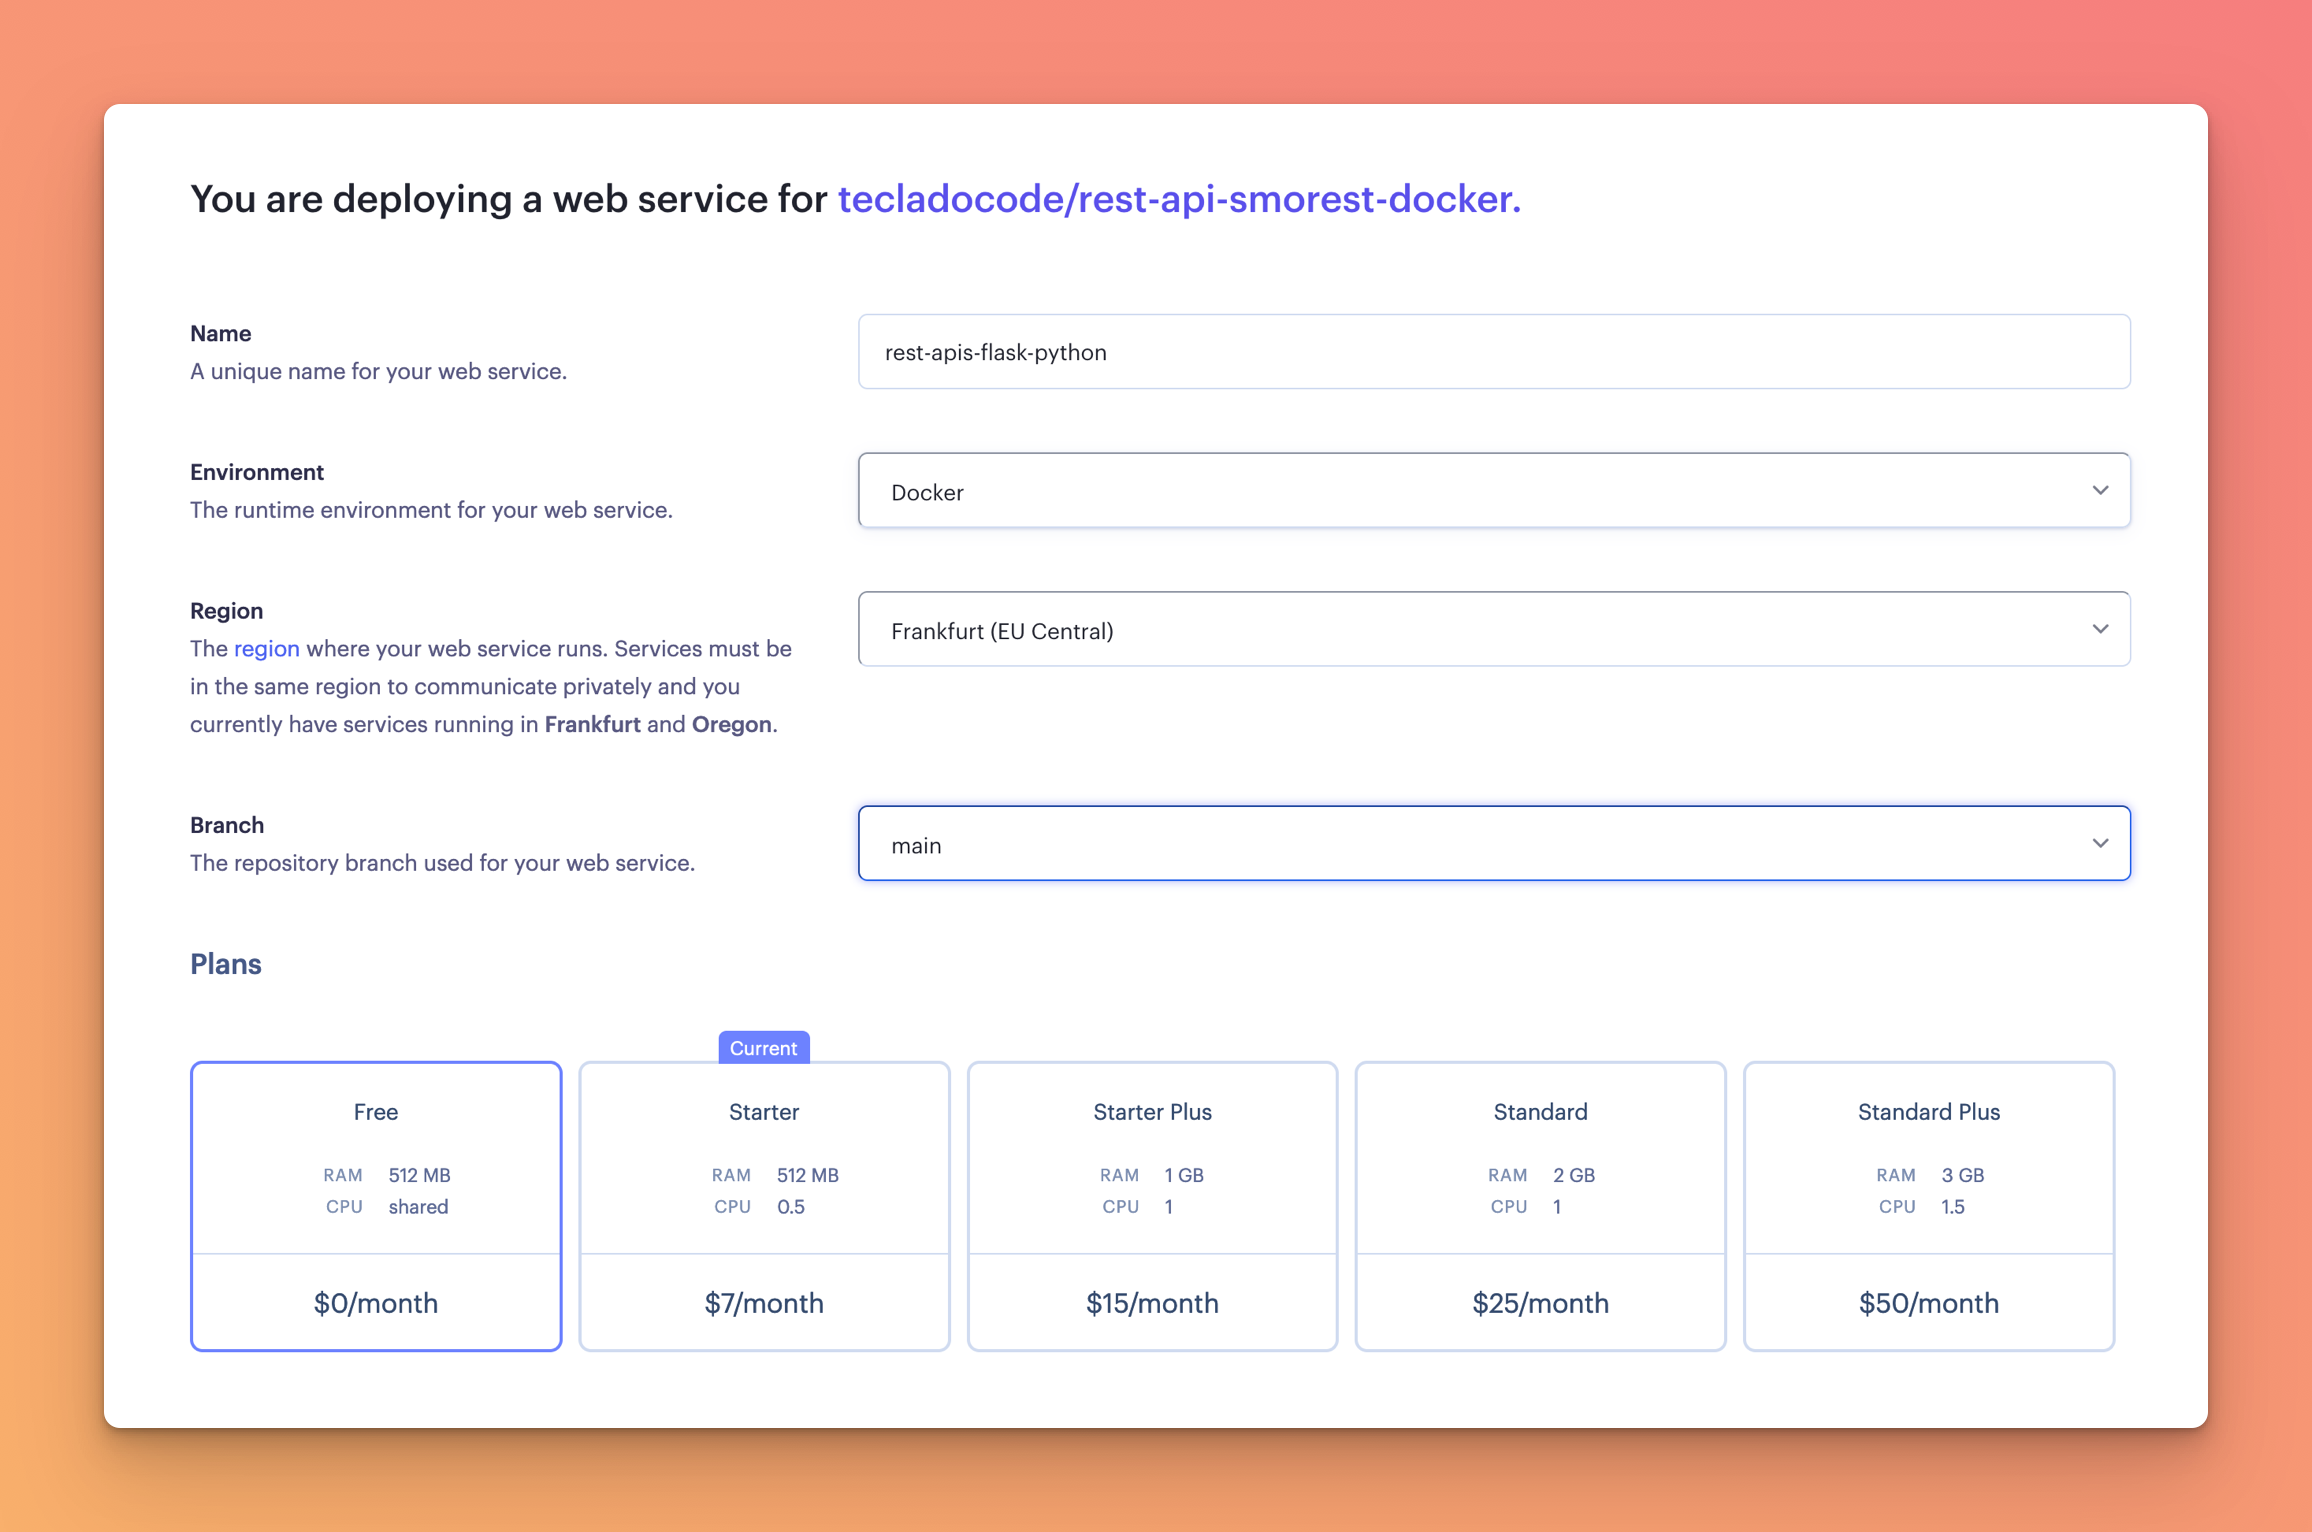 You are deploying a web service for tecladocode/rest-api-smorest-docker.
Name
A unique name for your web service.
rest-apis-flask-python
Environment
The runtime environment for your web service.
Docker
Region
The region where your web service runs. Services must be
in the same region to communicate privately and you
currently have services running in Frankfurt and Oregon.
Frankfurt (EU Central)
Branch
The repository branch used for your web service.
main
Plans
Free
RAM 512 MB
CPU shared
$0/month
Current
Starter
RAM 512 MB
CPU 0.5
$7/month
Starter Plus
RAM 1 GB
CPU 1
$15/month
Standard
RAM 2 GB
CPU 1
$25/month
Standard Plus
RAM 3 GB
CPU 1.5
$50/month